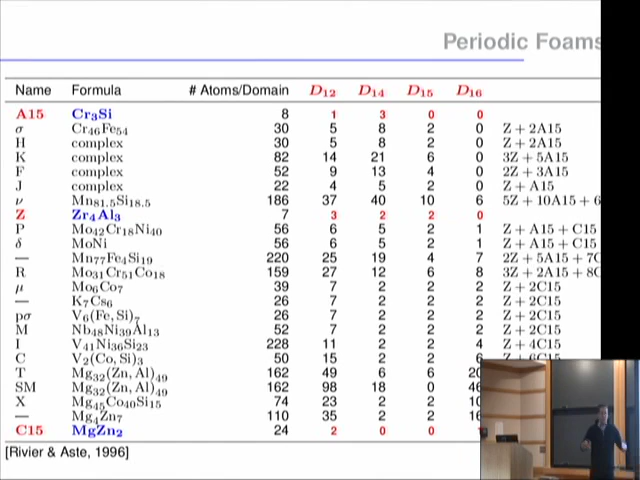 Periodic Foams
Name Formula # Atoms/Domain D₁₂ D₁₄ D₁₅ D₁₆
A15 Cr₃Si 8 1 3 0 0
σ Cr₄₆Fe₅₄ 30 5 8 2 0 Z + 2A15
H complex 30 5 8 2 0 Z + 2A15
K complex 82 14 21 6 0 3Z + 5A15
F complex 52 9 13 4 0 2Z + 3A15
J complex 22 4 5 2 0 Z + A15
ν Mn₈₁.₅Si₁₈.₅ 186 37 40 10 6 5Z + 10A15 + 6
Z Zr₄Al₃ 7 3 2 2 0
P Mo₄₂Cr₁₈Ni₄₀ 56 6 5 2 1 Z + A15 + C15
δ MoNi 56 6 5 2 1 Z + A15 + C15
— Mn₇₇Fe₄Si₁₉ 220 25 19 4 7 2Z + 5A15 + 7C
R Mo₃₁Cr₅₁Co₁₈ 159 27 12 6 8 3Z + 2A15 + 8C
μ Mo₆Co₇ 39 7 2 2 2 Z + 2C15
— K₇Cs₆ 26 7 2 2 2 Z + 2C15
pσ V₆(Fe, Si)₇ 26 7 2 2 2 Z + 2C15
M Nb₄₈Ni₃₉Al₁₃ 52 7 2 2 2 Z + 2C15
I V₄₁Ni₃₆Si₂₃ 228 11 2 2 4 Z + 4C15
C V₂(Co, Si)₃ 50 15 2 2 6 Z + 6C15
T Mg₃₂(Zn, Al)₄₉ 162 49 6 6 20
SM Mg₃₂(Zn, Al)₄₉ 162 98 18 0 46
X Mg₄₅Co₄₀Si₁₅ 74 23 2 2 10
— Mg₄Zn₇ 110 35 2 2 16
C15 MgZn₂ 24 2 0 0
[Rivier & Aste, 1996]